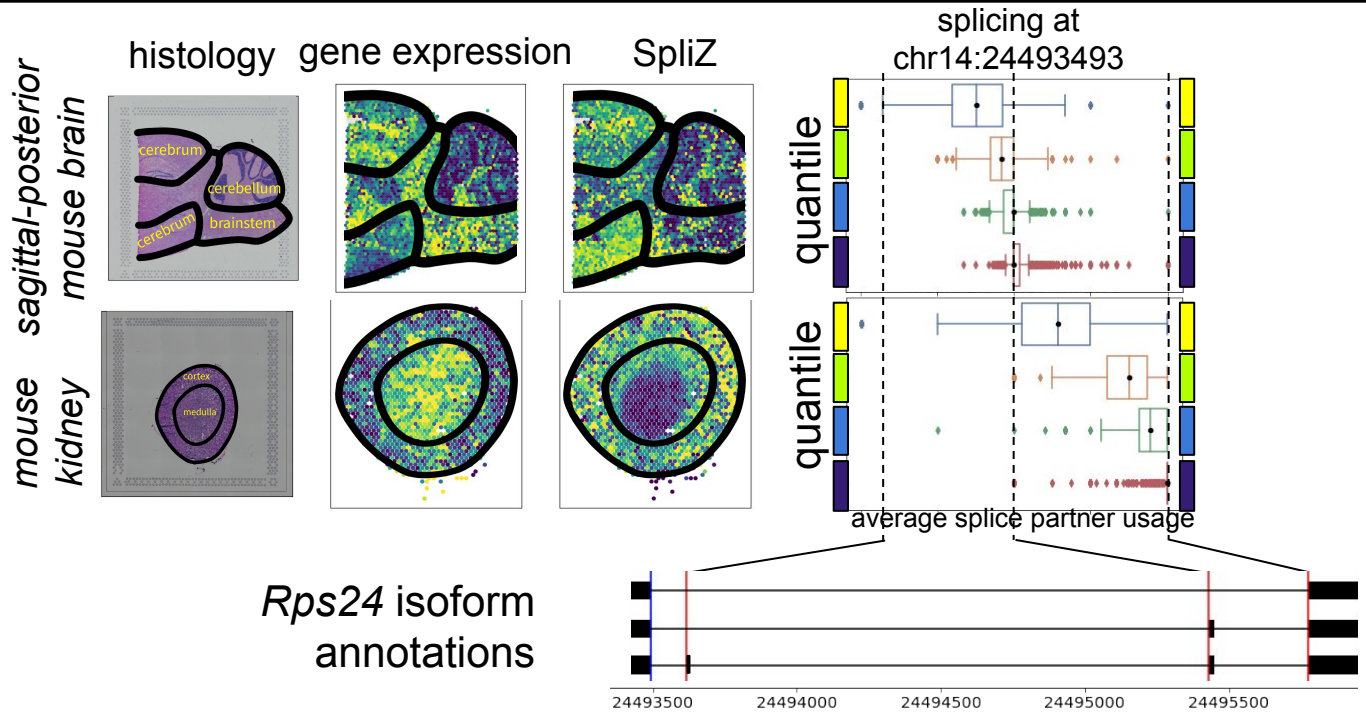 histology
gene expression
SpliZ
splicing at
chr14:24493493
sagittal-posterior
mouse brain
cerebrum
cerebellum
cerebrum
brainstem
quantile
mouse
kidney
cortex
medulla
quantile
average splice partner usage
Rps24 isoform
annotations
24493500
24494000
24494500
24495000
24495500